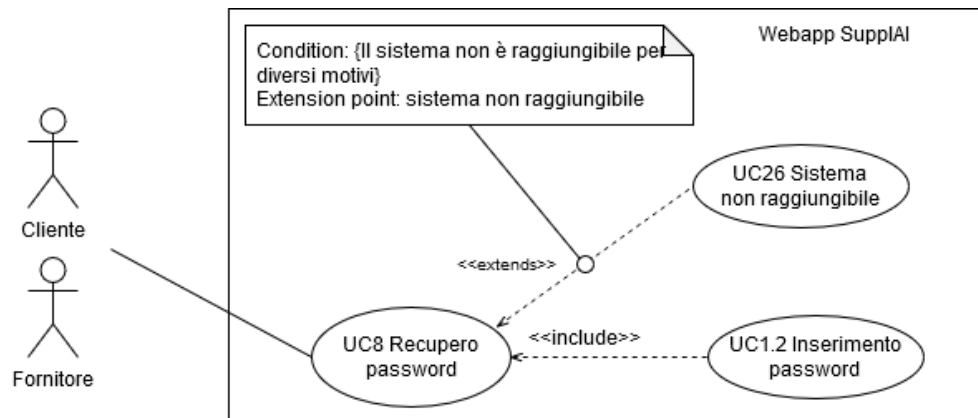 Webapp SupplAI
Condition: {Il sistema non è raggiungibile per
diversi motivi}
Extension point: sistema non raggiungibile
UC26 Sistema
non raggiungibile
Cliente
<<extends>>
<<include>>
UC8 Recupero
password
UC1.2 Inserimento
password
Fornitore